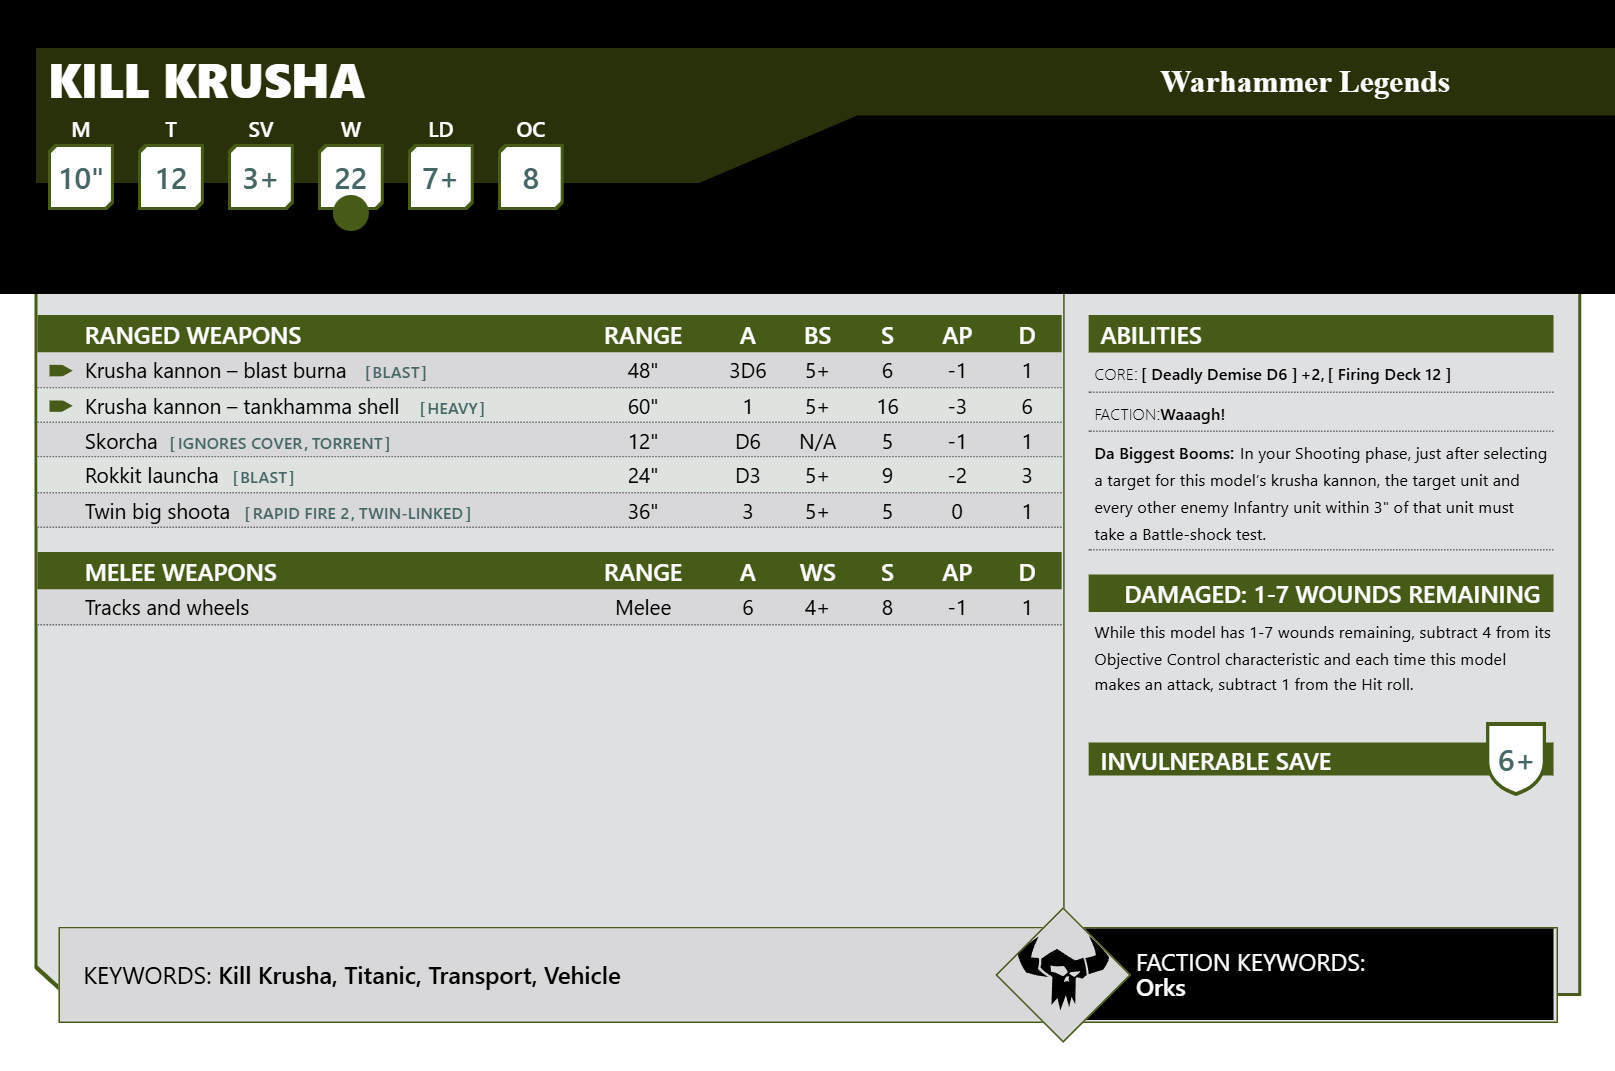 KILL KRUSHA
Warhammer Legends
M T SV W LD OC
10" 12 3+ 22 7+ 8
RANGED WEAPONS RANGE A BS S AP D
Krusha kannon – blast burna [BLAST] 48" 3D6 5+ 6 -1 1
Krusha kannon – tankhamma shell [HEAVY] 60" 1 5+ 16 -3 6
Skorcha [IGNORES COVER, TORRENT] 12" D6 N/A 5 -1 1
Rokkit launcha [BLAST] 24" D3 5+ 9 -2 3
Twin big shoota [RAPID FIRE 2, TWIN-LINKED] 36" 3 5+ 5 0 1
MELEE WEAPONS RANGE A WS S AP D
Tracks and wheels Melee 6 4+ 8 -1 1
ABILITIES
CORE: [ Deadly Demise D6 ] +2, [ Firing Deck 12 ]
FACTION:Waaagh!
Da Biggest Booms: In your Shooting phase, just after selecting
a target for this model’s krusha kannon, the target unit and
every other enemy Infantry unit within 3" of that unit must
take a Battle-shock test.
DAMAGED: 1-7 WOUNDS REMAINING
While this model has 1-7 wounds remaining, subtract 4 from its
Objective Control characteristic and each time this model
makes an attack, subtract 1 from the Hit roll.
INVULNERABLE SAVE 6+
KEYWORDS: Kill Krusha, Titanic, Transport, Vehicle
FACTION KEYWORDS:
Orks